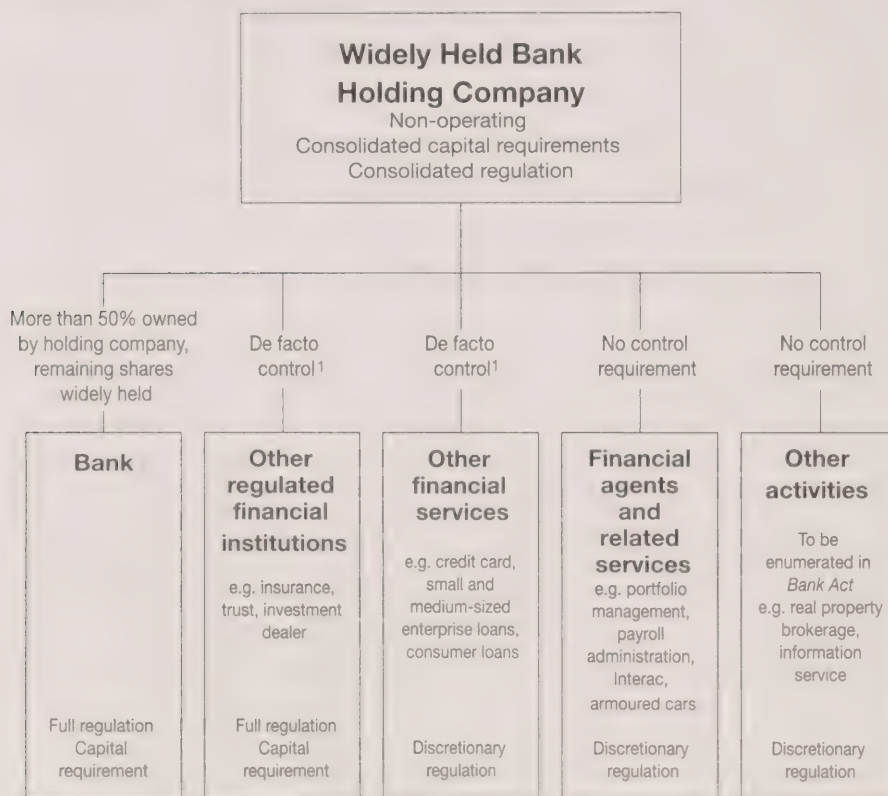 Widely Held Bank
Holding Company
Non-operating
Consolidated capital requirements
Consolidated regulation
More than 50% owned
by holding company,
remaining shares
widely held
De facto
control¹
De facto
control¹
No control
requirement
No control
requirement
Bank
Full regulation
Capital
requirement
Other
regulated
financial
institutions
e.g. insurance,
trust, investment
dealer
Full regulation
Capital
requirement
Other
financial
services
e.g. credit card,
small and
medium-sized
enterprise loans,
consumer loans
Discretionary
regulation
Financial
agents
and
related
services
e.g. portfolio
management,
payroll
administration,
Interac,
armoured cars
Discretionary
regulation
Other
activities
To be
enumerated in
Bank Act
e.g. real property
brokerage,
information
service
Discretionary
regulation